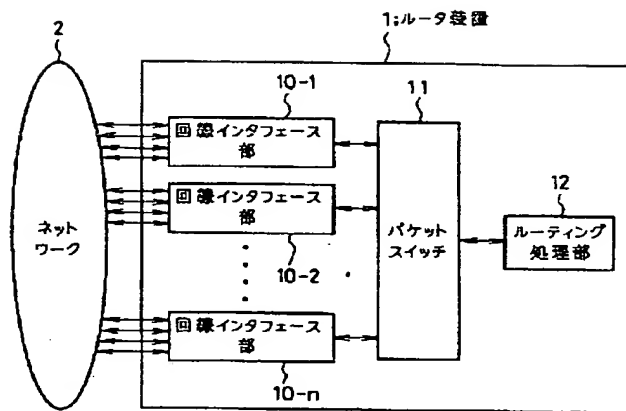 2
1;ルータ装置
10-1
回線インタフェース
部
11
回線インタフェース
部
10-2
ネット
ワーク
パケット
スイッチ
12
ルーティング
処理部
回線インタフェース
部
10-n